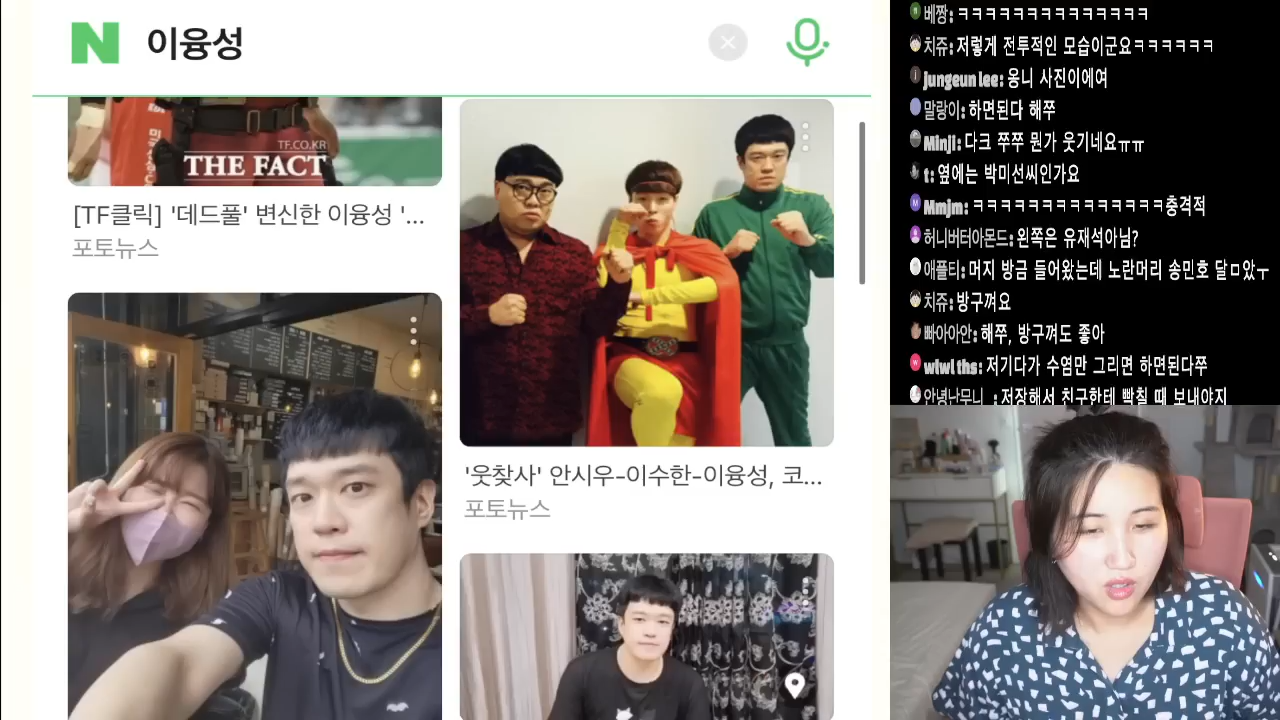 N 이융성
TF.CO.KR
THE FACT
[TF클릭] '데드풀' 변신한 이융성 '...
포토뉴스
'웃찾사' 안시우-이수한-이융성, 코...
포토뉴스
베짱: ㅋㅋㅋㅋㅋㅋㅋㅋㅋㅋㅋㅋㅋㅋ
치쥬: 저렇게 전투적인 모습이군요ㅋㅋㅋㅋㅋㅋ
jungeun lee: 웅니 사진이에여
말랑이: 하면된다 해쭈
Minji: 다크 쭈쭈 뭔가 웃기네요ㅠㅠ
t: 옆에는 박미선씨인가요
Mmjm: ㅋㅋㅋㅋㅋㅋㅋㅋㅋㅋㅋㅋㅋㅋ충격적
허니버터아몬드: 왼쪽은 유재석아님?
애플티: 머지 방금 들어왔는데 노란머리 송민호 달ㅁ았ㅜ
치쥬: 방구껴요
빠아아안: 해쭈, 방구껴도 좋아
wlwl ths: 저기다가 수염만 그리면 하면된다쭈
안녕난무니_: 저장해서 친구한테 빡칠 때 보내야지